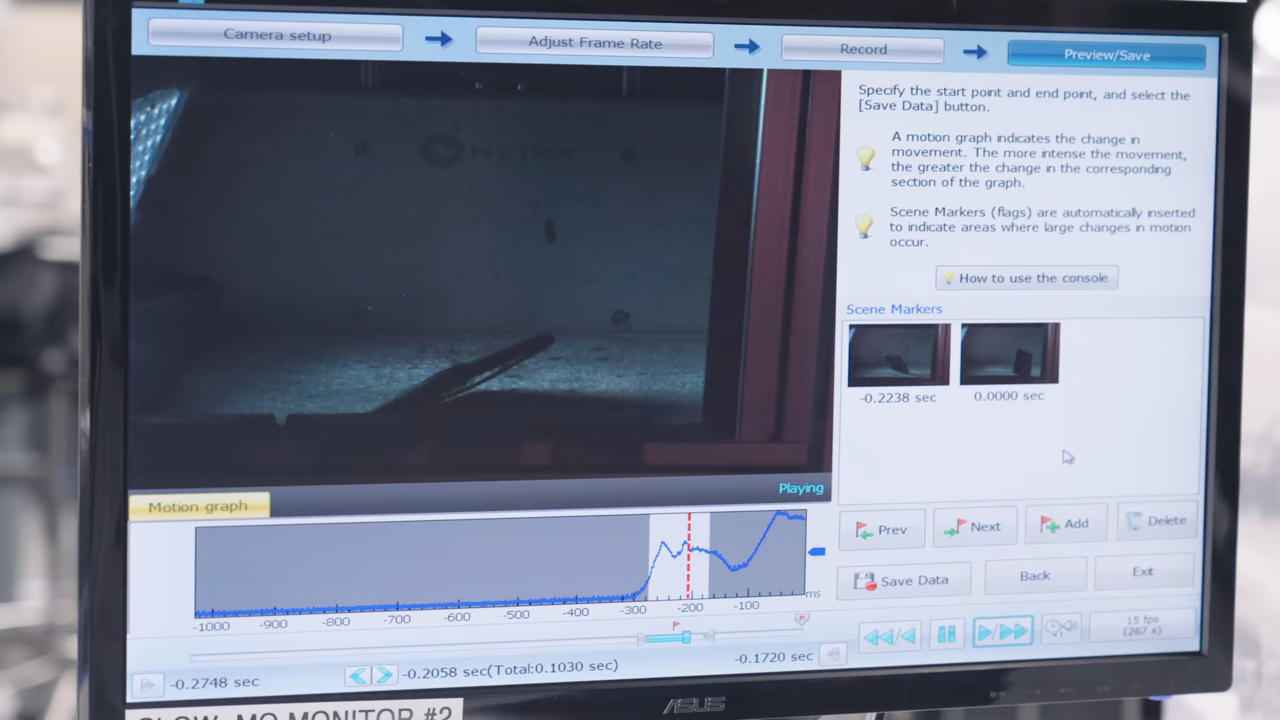 Camera setup
Adjust Frame Rate
Record
Preview/Save
Specify the start point and end point, and select the
[Save Data] button.
A motion graph indicates the change in
movement. The more intense the movement,
the greater the change in the corresponding
section of the graph.
Scene Markers (flags) are automatically inserted
to indicate areas where large changes in motion
occur.
How to use the console
Scene Markers
-0.2238 sec
0.0000 sec
Playing
Motion graph
-1000 -900 -800 -700 -600 -500 -400 -300 -200 -100 ms
Prev
Next
Add
Delete
Save Data
Back
Exit
15 fps
(267 x)
-0.2748 sec
-0.2058 sec(Total:0.1030 sec)
-0.1720 sec
ASUS
SLOW-MO MONITOR #2